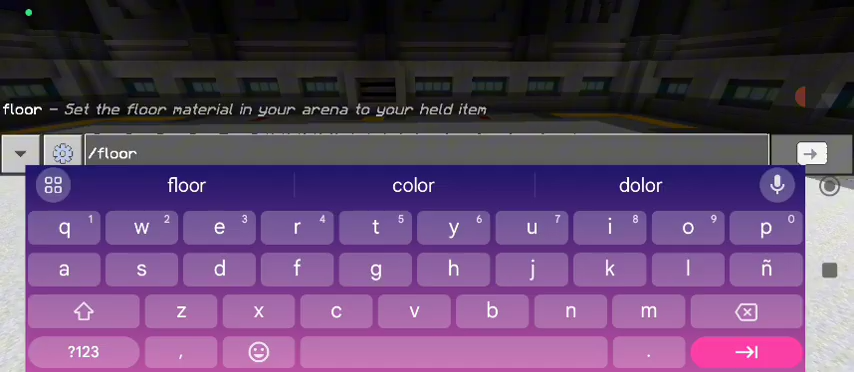 floor – Set the floor material in your arena to your held item
/floor
floor color dolor
q 1 w 2 e 3 r 4 t 5 y 6 u 7 i 8 o 9 p 0
a s d f g h j k l ñ
z x c v b n m
?123 , .